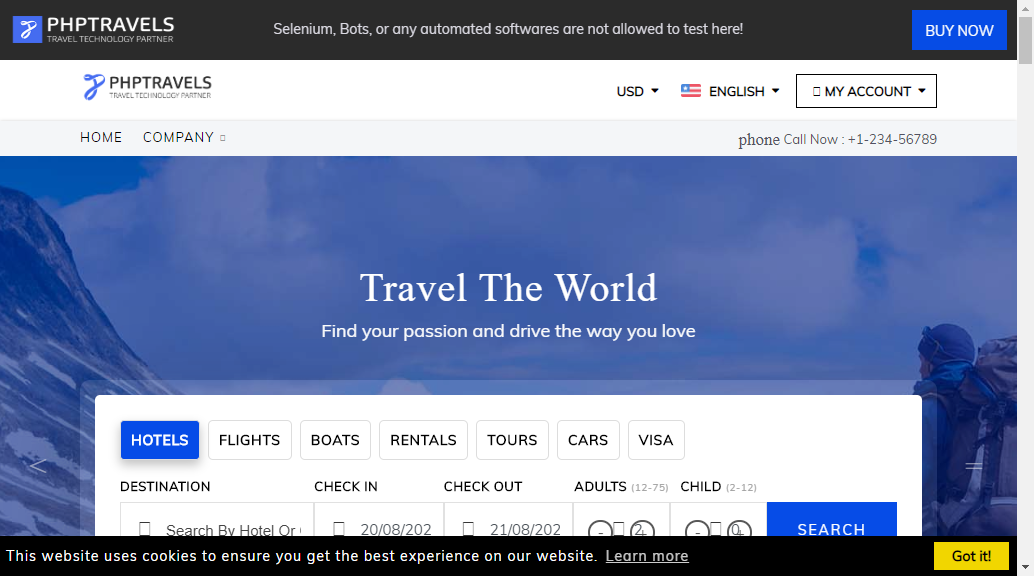 PHPTRAVELS
TRAVEL TECHNOLOGY PARTNER
Selenium, Bots, or any automated softwares are not allowed to test here!
BUY NOW
PHPTRAVELS
TRAVEL TECHNOLOGY PARTNER
USD
ENGLISH
MY ACCOUNT
HOME COMPANY
phone Call Now : +1-234-56789
Travel The World
Find your passion and drive the way you love
HOTELS FLIGHTS BOATS RENTALS TOURS CARS VISA
DESTINATION CHECK IN CHECK OUT ADULTS (12-75) CHILD (2-12)
Search By Hotel Or 20/08/202 21/08/202 - 2 + - 0 + SEARCH
This website uses cookies to ensure you get the best experience on our website. Learn more
Got it!